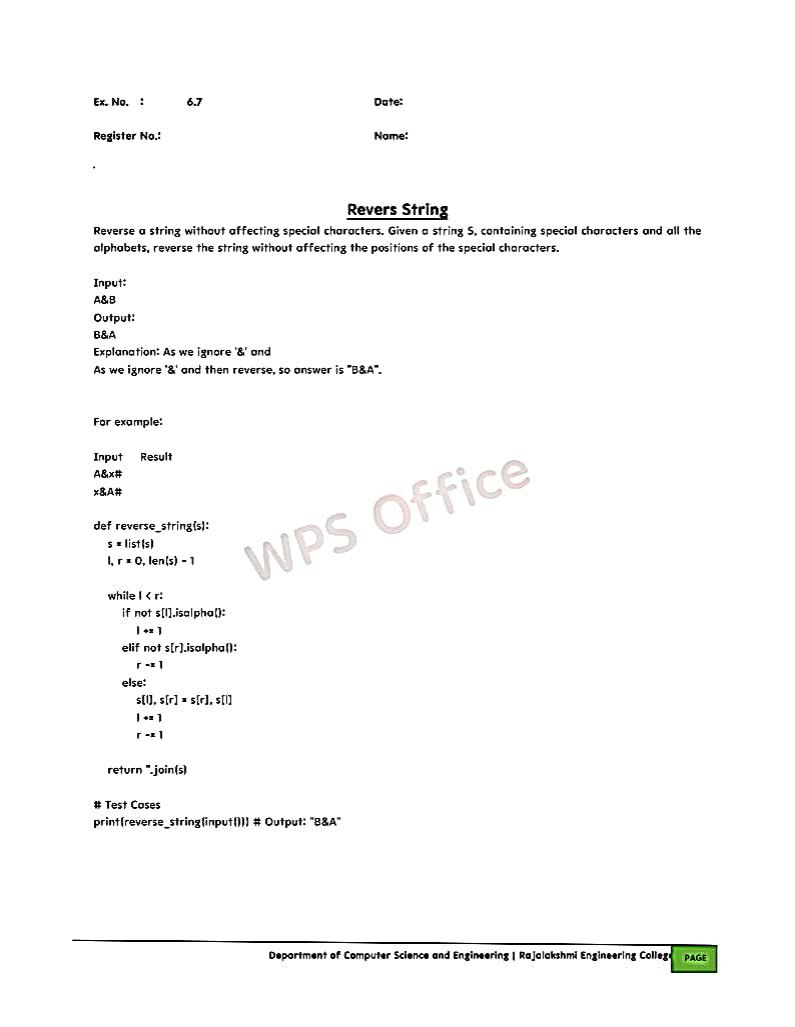 Ex. No. : 6.7 Date:
Register No.: Name:
.
Revers String
Reverse a string without affecting special characters. Given a string S, containing special characters and all the
alphabets, reverse the string without affecting the positions of the special characters.
Input:
A&B
Output:
B&A
Explanation: As we ignore '&' and
As we ignore '&' and then reverse, so answer is "B&A".
For example:
Input Result
A&x#
x&A#
def reverse_string(s):
s = list(s)
l, r = 0, len(s) - 1
while l < r:
if not s[l].isalpha():
l += 1
elif not s[r].isalpha():
r -= 1
else:
s[l], s[r] = s[r], s[l]
l += 1
r -= 1
return ''.join(s)
# Test Cases
print(reverse_string(input())) # Output: "B&A"
WPS Office
Department of Computer Science and Engineering | Rajalakshmi Engineering College
PAGE